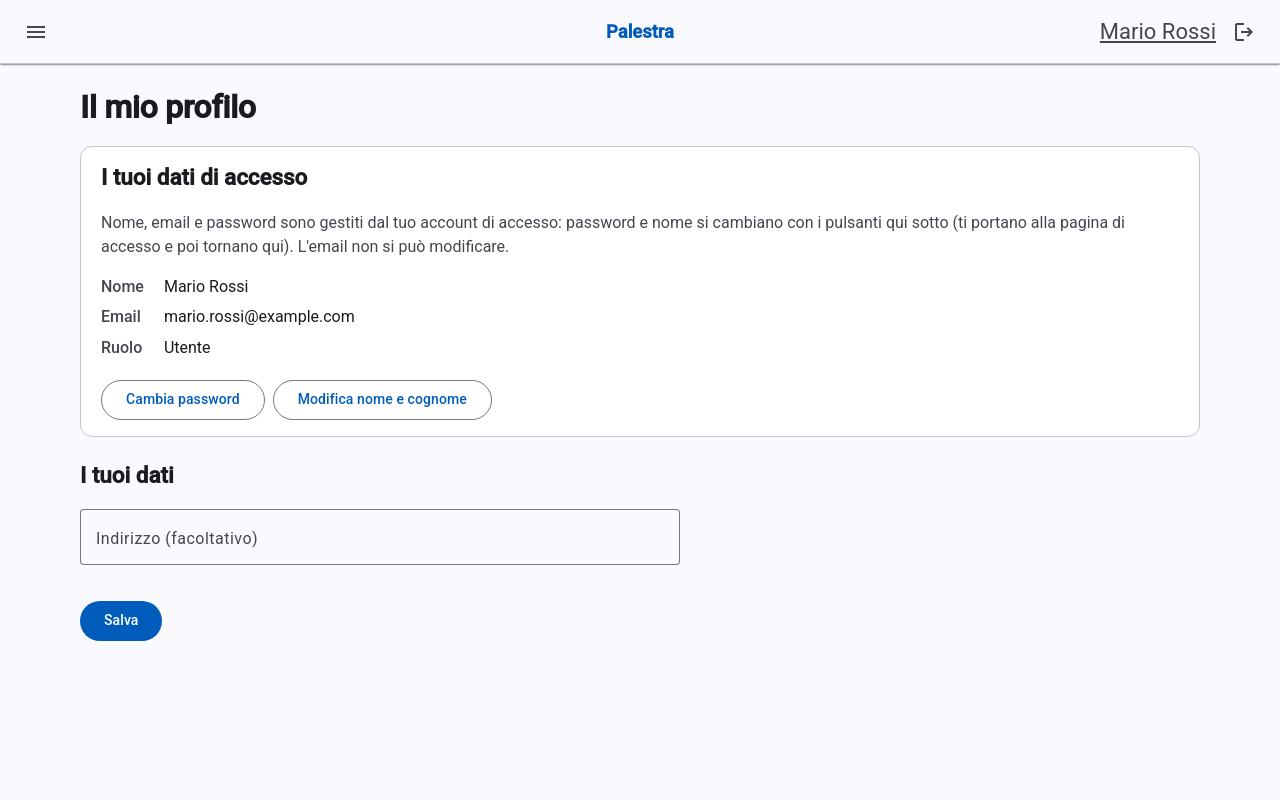 Palestra
Mario Rossi
Il mio profilo
I tuoi dati di accesso
Nome, email e password sono gestiti dal tuo account di accesso: password e nome si cambiano con i pulsanti qui sotto (ti portano alla pagina di
accesso e poi tornano qui). L'email non si può modificare.
Nome Mario Rossi
Email mario.rossi@example.com
Ruolo Utente
Cambia password Modifica nome e cognome
I tuoi dati
Indirizzo (facoltativo)
Salva